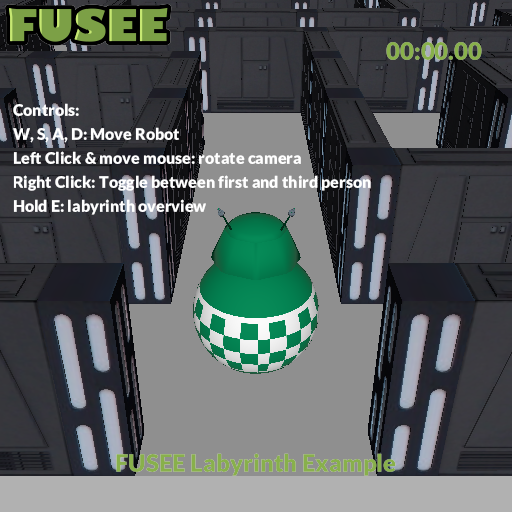 FUSEE
00:00.00
Controls:
W, S, A, D: Move Robot
Left Click & move mouse: rotate camera
Right Click: Toggle between first and third person
Hold E: labyrinth overview
FUSEE Labyrinth Example